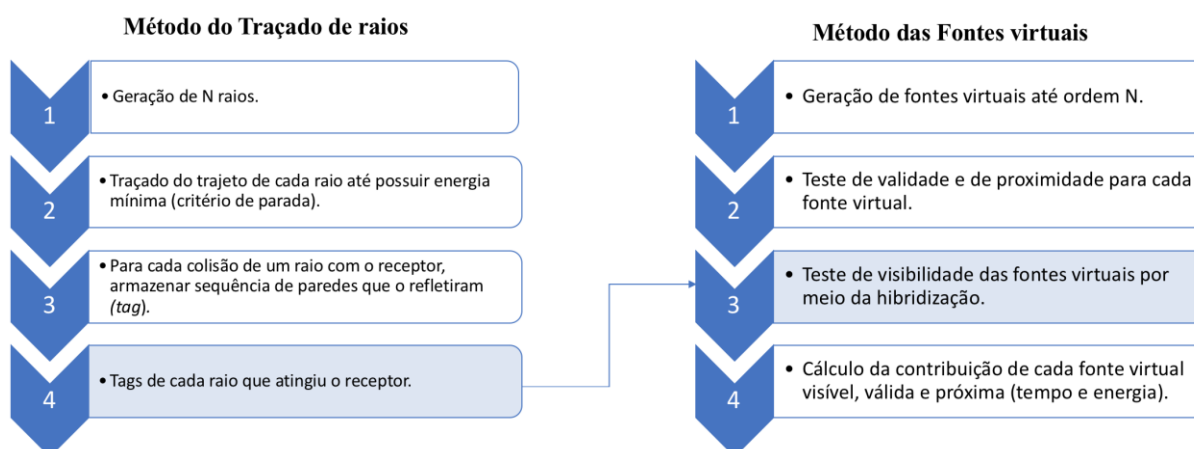 Método do Traçado de raios
1
• Geração de N raios.
2
• Traçado do trajeto de cada raio até possuir energia
mínima (critério de parada).
3
• Para cada colisão de um raio com o receptor,
armazenar sequência de paredes que o refletiram
(tag).
4
• Tags de cada raio que atingiu o receptor.
Método das Fontes virtuais
1
• Geração de fontes virtuais até ordem N.
2
• Teste de validade e de proximidade para cada
fonte virtual.
3
• Teste de visibilidade das fontes virtuais por
meio da hibridização.
4
• Cálculo da contribuição de cada fonte virtual
visível, válida e próxima (tempo e energia).